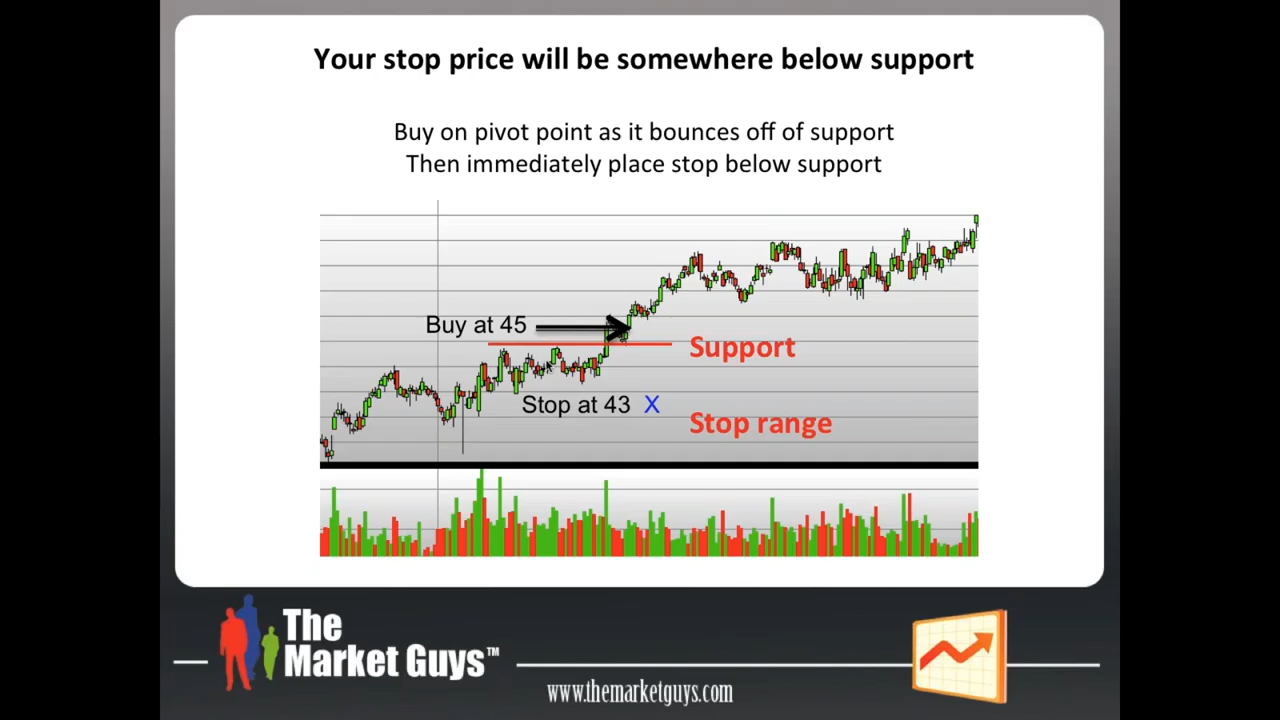 Your stop price will be somewhere below support
Buy on pivot point as it bounces off of support
Then immediately place stop below support
Buy at 45
Support
Stop at 43 X
Stop range
The
Market Guys™
www.themarketguys.com